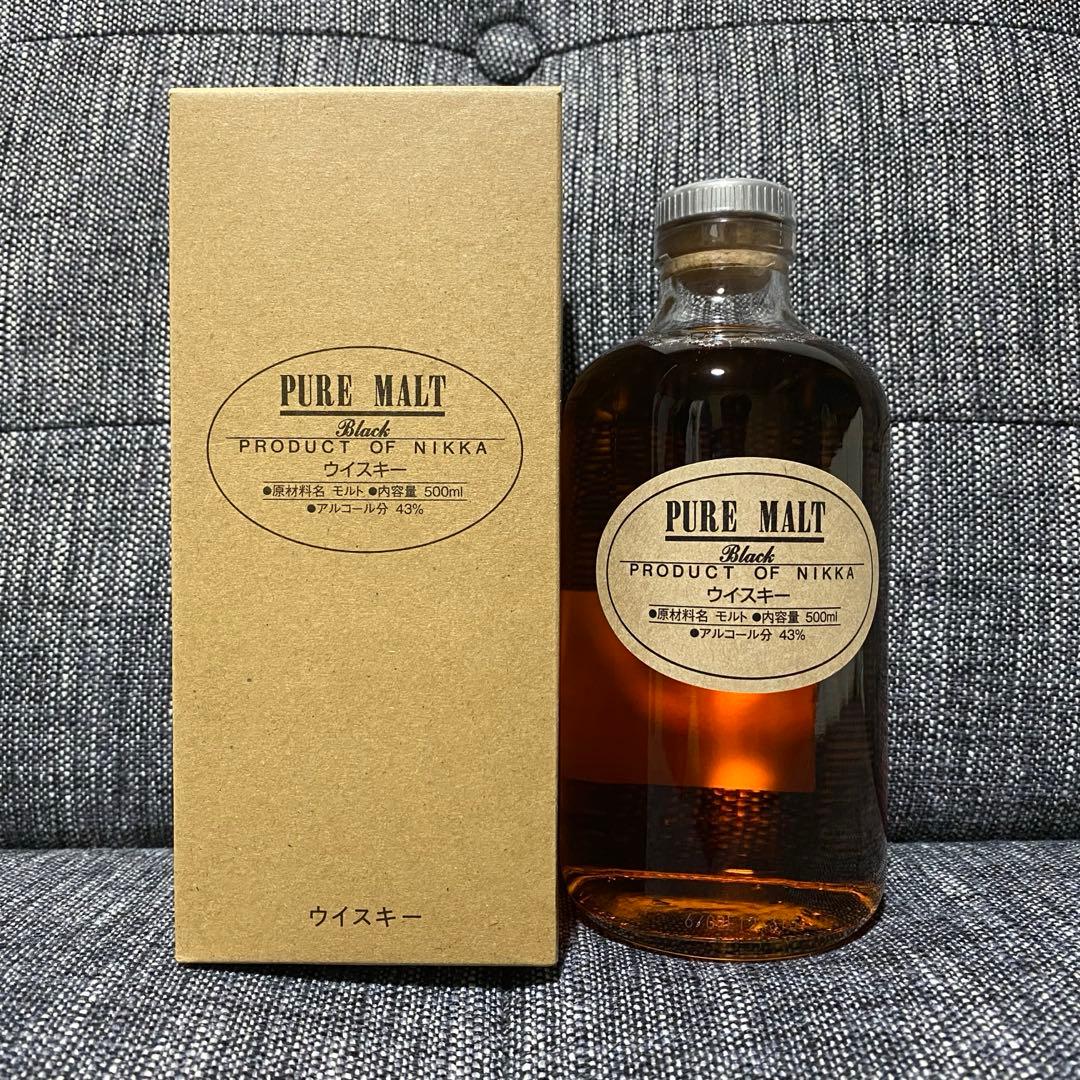 PURE MALT
Black
PRODUCT OF NIKKA
ウイスキー
●原材料名 モルト ●内容量 500ml
●アルコール分 43%
ウイスキー
PURE MALT
Black
PRODUCT OF NIKKA
ウイスキー
●原材料名 モルト ●内容量 500ml
●アルコール分 43%